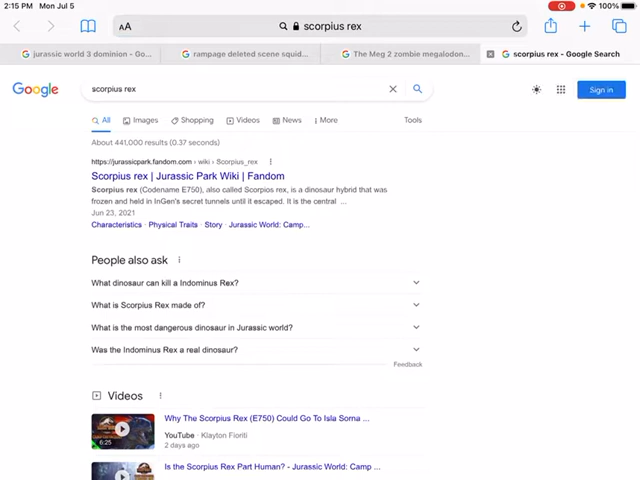 2:15 PM Mon Jul 5
100%
AA
scorpius rex
jurassic world 3 dominion - Go...
rampage deleted scene squid...
The Meg 2 zombie megalodon...
scorpius rex - Google Search
Google
scorpius rex
Sign in
All
Images
Shopping
Videos
News
More
Tools
About 441,000 results (0.37 seconds)
https://jurassicpark.fandom.com › wiki › Scorpius_rex
Scorpius rex | Jurassic Park Wiki | Fandom
Scorpius rex (Codename E750), also called Scorpios rex, is a dinosaur hybrid that was
frozen and held in InGen's secret tunnels until it escaped. It is the central ...
Jun 23, 2021
Characteristics · Physical Traits · Story · Jurassic World: Camp...
People also ask
What dinosaur can kill a Indominus Rex?
What is Scorpius Rex made of?
What is the most dangerous dinosaur in Jurassic world?
Was the Indominus Rex a real dinosaur?
Feedback
Videos
Why The Scorpius Rex (E750) Could Go To Isla Sorna ...
6:25
YouTube · Klayton Fioriti
2 days ago
Is the Scorpius Rex Part Human? - Jurassic World: Camp ...